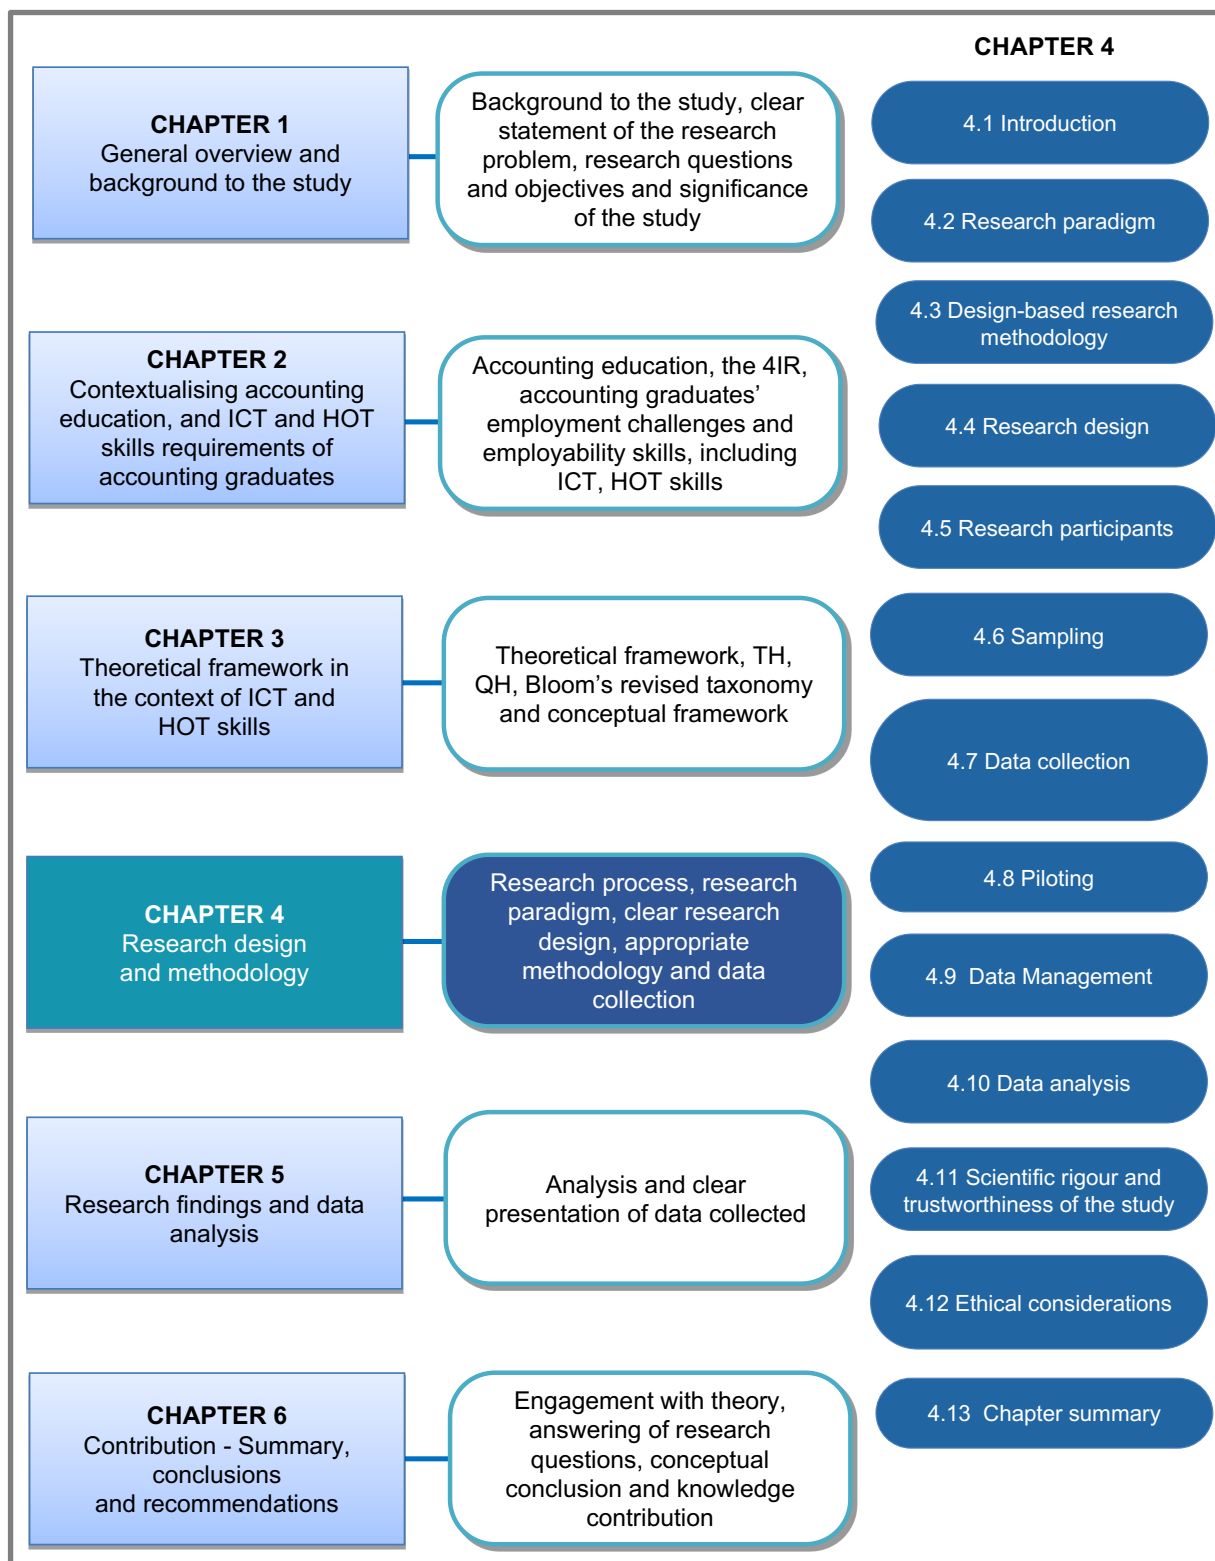 CHAPTER 1
General overview and
background to the study
Background to the study, clear
statement of the research
problem, research questions
and objectives and significance
of the study
CHAPTER 2
Contextualising accounting
education, and ICT and HOT
skills requirements of
accounting graduates
Accounting education, the 4IR,
accounting graduates’
employment challenges and
employability skills, including
ICT, HOT skills
CHAPTER 3
Theoretical framework in
the context of ICT and
HOT skills
Theoretical framework, TH,
QH, Bloom’s revised taxonomy
and conceptual framework
CHAPTER 4
Research design
and methodology
Research process, research
paradigm, clear research
design, appropriate
methodology and data
collection
CHAPTER 5
Research findings and data
analysis
Analysis and clear
presentation of data collected
CHAPTER 6
Contribution - Summary,
conclusions
and recommendations
Engagement with theory,
answering of research
questions, conceptual
conclusion and knowledge
contribution
CHAPTER 4
4.1 Introduction
4.2 Research paradigm
4.3 Design-based research
methodology
4.4 Research design
4.5 Research participants
4.6 Sampling
4.7 Data collection
4.8 Piloting
4.9 Data Management
4.10 Data analysis
4.11 Scientific rigour and
trustworthiness of the study
4.12 Ethical considerations
4.13 Chapter summary